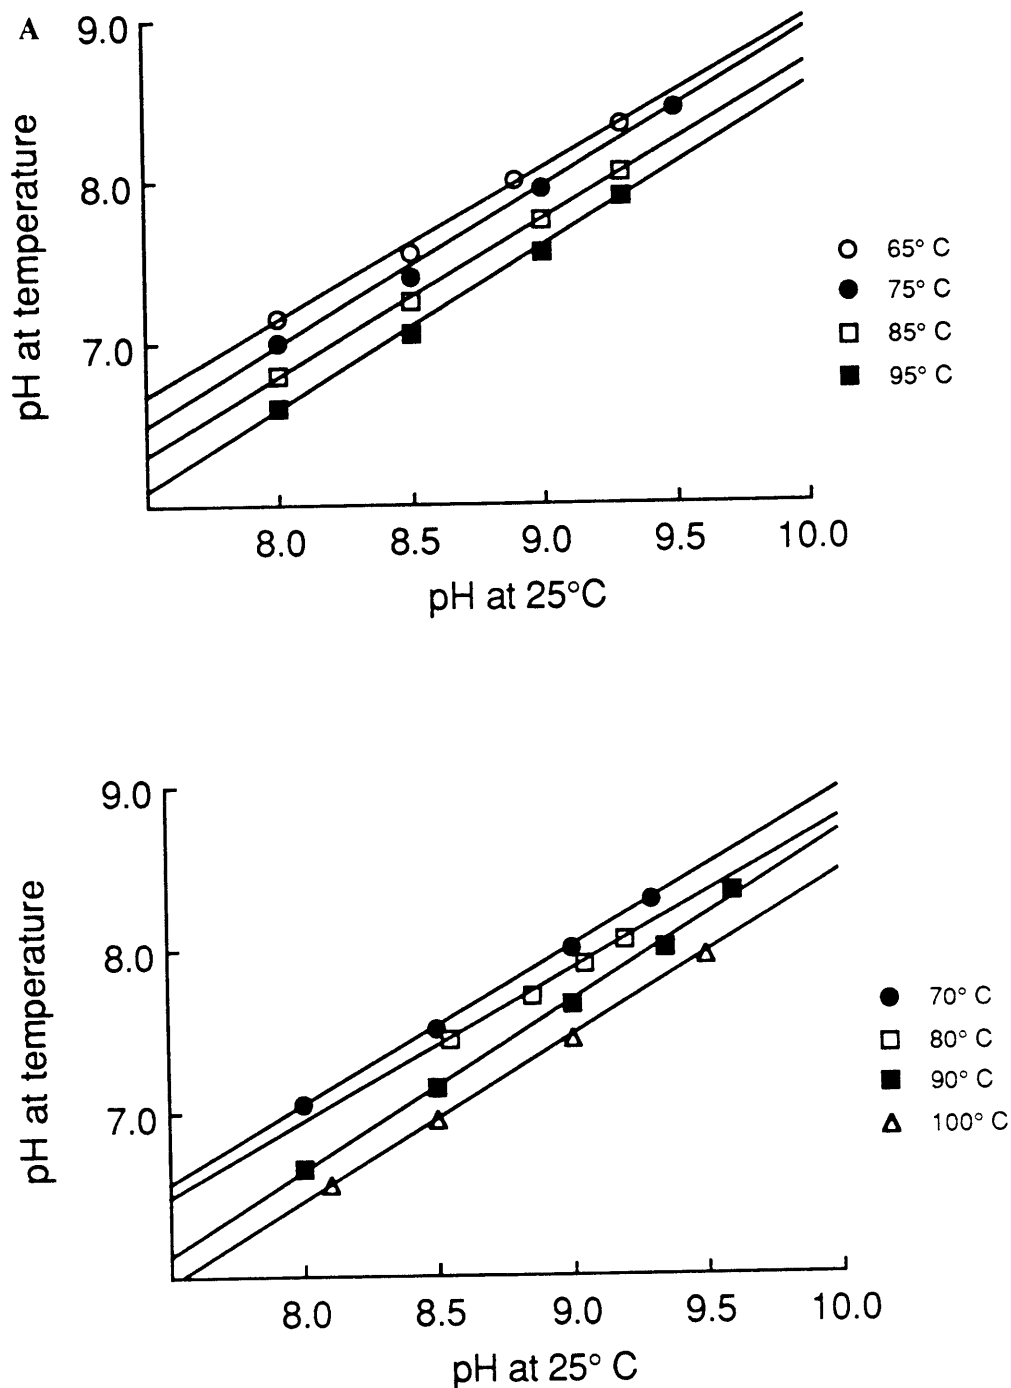 A
9.0
8.0
7.0
pH at temperature
8.0 8.5 9.0 9.5 10.0
pH at 25°C
65° C
75° C
85° C
95° C
9.0
8.0
7.0
pH at temperature
8.0 8.5 9.0 9.5 10.0
pH at 25° C
70° C
80° C
90° C
100° C